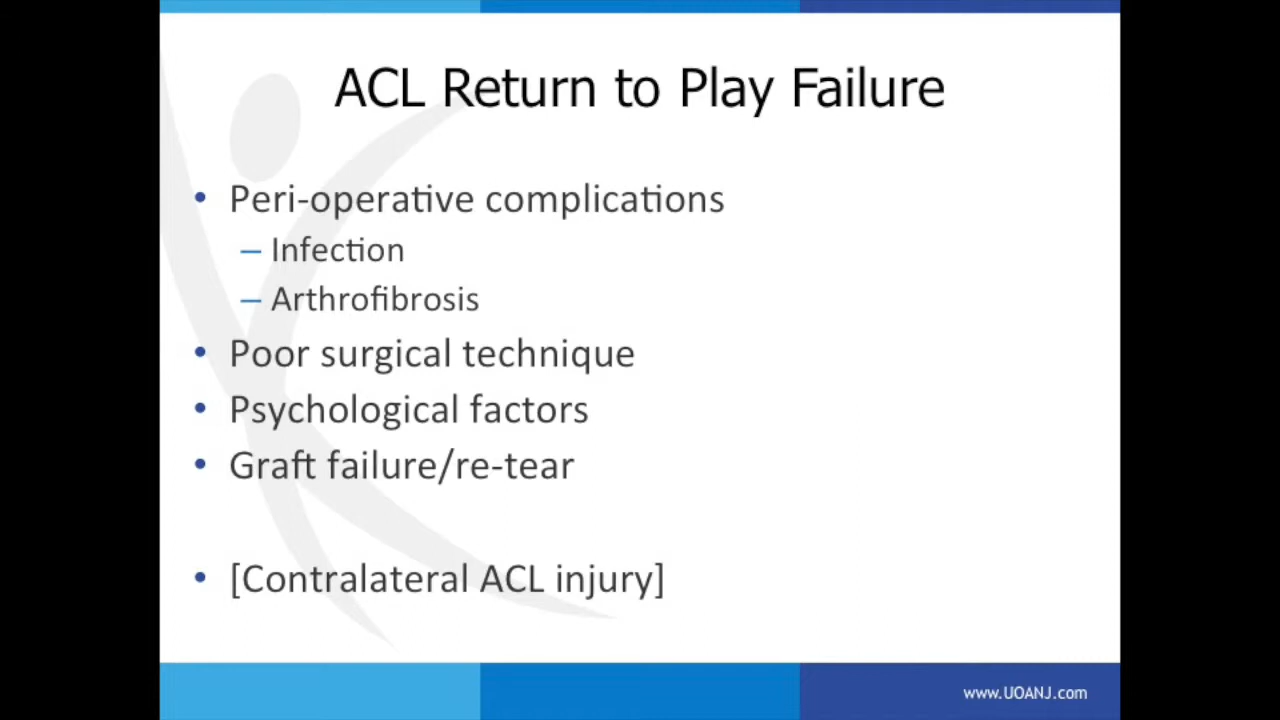 ACL Return to Play Failure
• Peri-operative complications
– Infection
– Arthrofibrosis
• Poor surgical technique
• Psychological factors
• Graft failure/re-tear
• [Contralateral ACL injury]
www.UOANJ.com